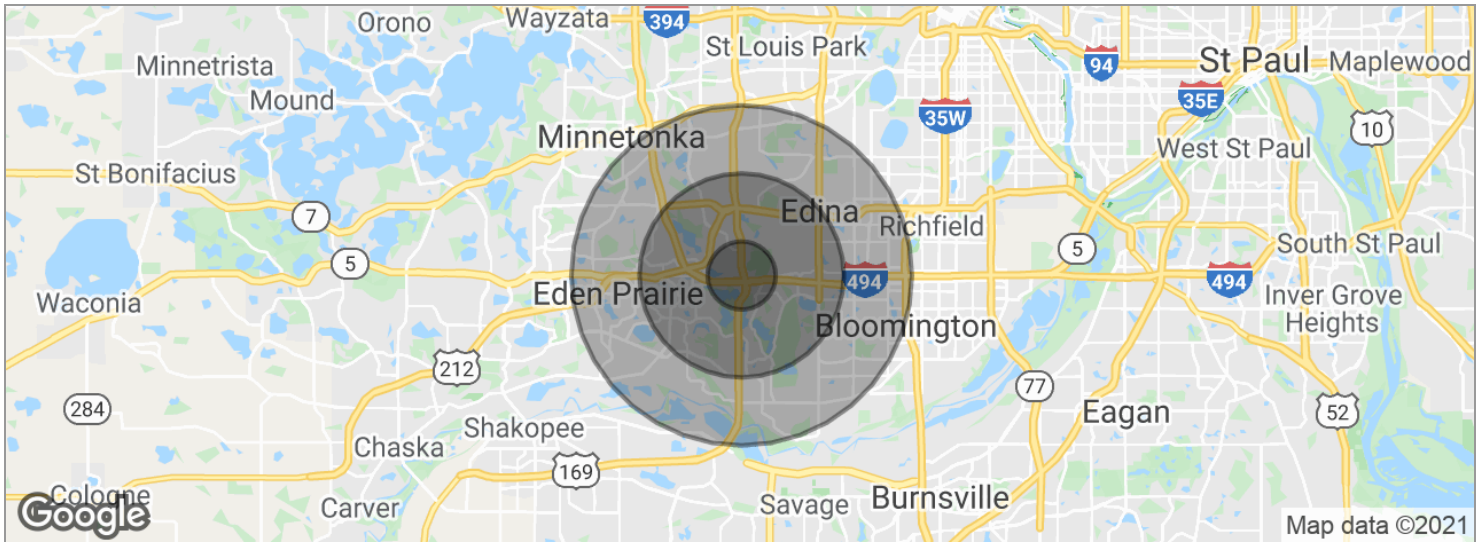 Orono
Wayzata
394
St Louis Park
94
St Paul
Maplewood
Minnetrista
Mound
35E
35W
10
Minnetonka
West St Paul
St Bonifacius
7
Edina
Richfield
5
South St Paul
5
494
494
Waconia
Eden Prairie
Inver Grove
Heights
Bloomington
212
77
284
Eagan
52
Shakopee
Chaska
169
Cologne
Carver
Savage
Burnsville
Google
Map data ©2021